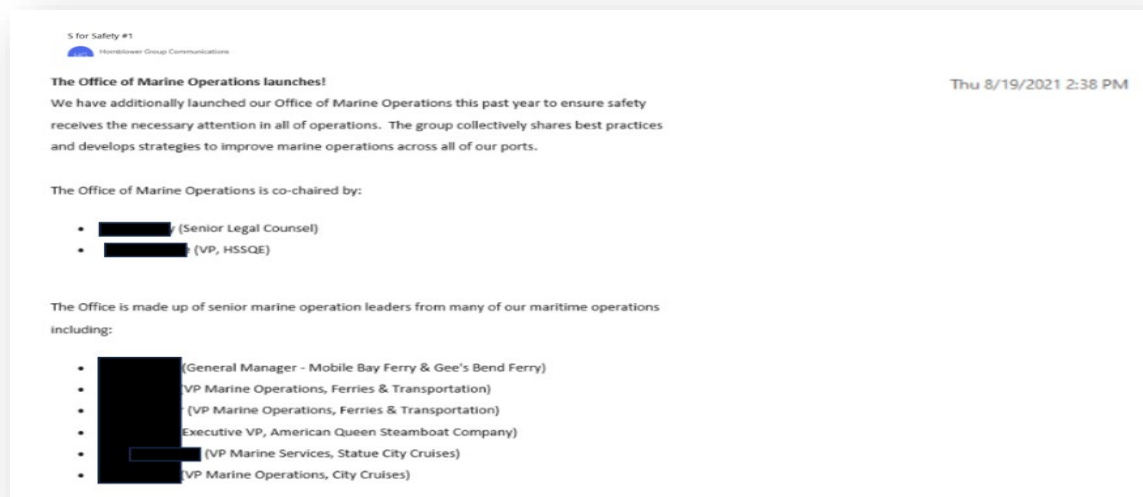 S for Safety #1
Hornblower Group Communications
The Office of Marine Operations launches!
Thu 8/19/2021 2:38 PM
We have additionally launched our Office of Marine Operations this past year to ensure safety
receives the necessary attention in all of operations. The group collectively shares best practices
and develops strategies to improve marine operations across all of our ports.
The Office of Marine Operations is co-chaired by:
• (Senior Legal Counsel)
• (VP, HSSQE)
The Office is made up of senior marine operation leaders from many of our maritime operations
including:
• (General Manager - Mobile Bay Ferry & Gee's Bend Ferry)
• (VP Marine Operations, Ferries & Transportation)
• (VP Marine Operations, Ferries & Transportation)
• Executive VP, American Queen Steamboat Company)
• (VP Marine Services, Statue City Cruises)
• (VP Marine Operations, City Cruises)